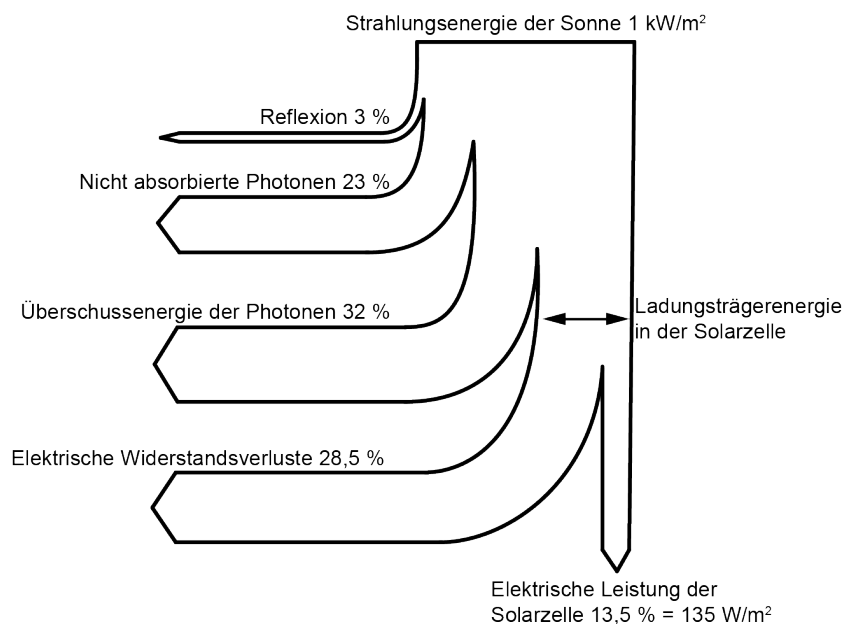 Strahlungsenergie der Sonne 1 kW/m²
Reflexion 3 %
Nicht absorbierte Photonen 23 %
Überschussenergie der Photonen 32 %
Ladungsträgerenergie
in der Solarzelle
Elektrische Widerstandsverluste 28,5 %
Elektrische Leistung der
Solarzelle 13,5 % = 135 W/m²